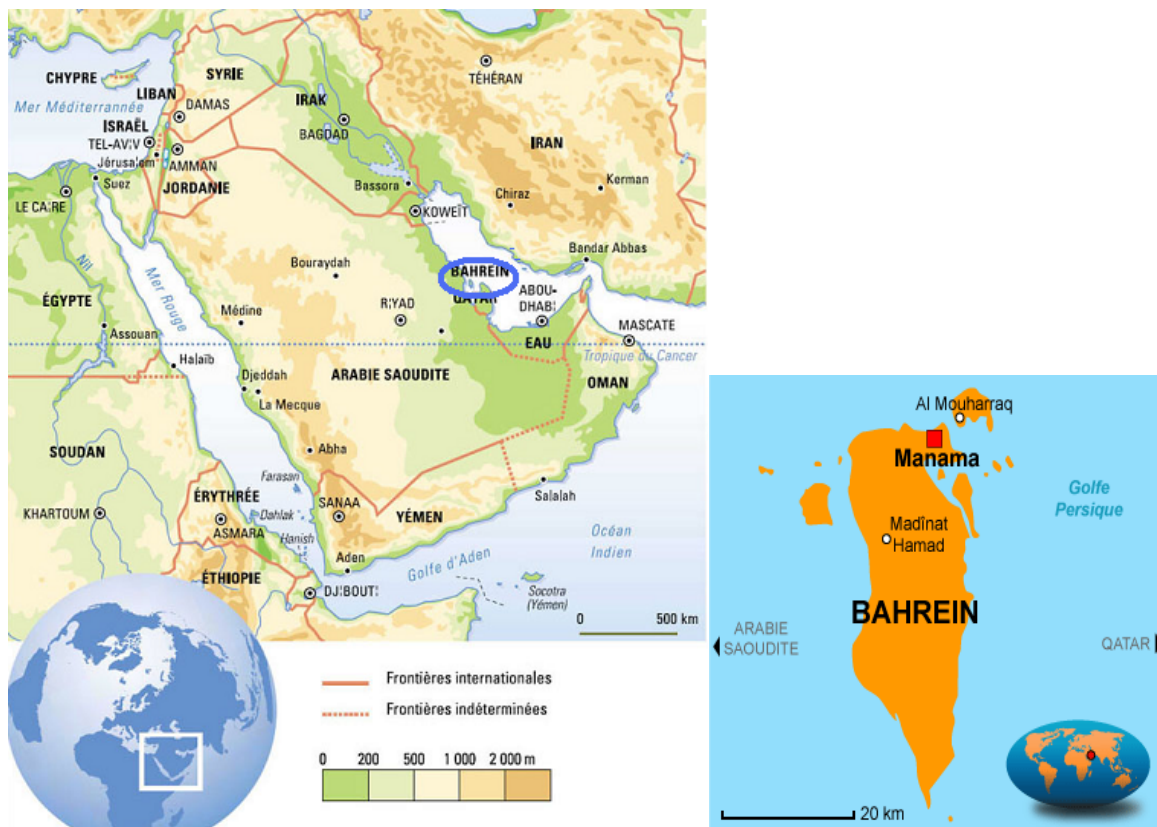 CHYPRE
Mer Méditerrannée
SYRIE
LIBAN
DAMAS
ISRAËL
TEL-AVIV
Jérusalem
AMMAN
JORDANIE
Suez
LE CAIRE
IRAK
BAGDAD
Bassora
KOWEÏT
TÉHÉRAN
IRAN
Chiraz
Kerman
Bandar Abbas
BAHREIN
QATAR
ABOU-
DHABI
EAU
MASCATE
Tropique du Cancer
OMAN
Bouraydah
RIYAD
Médine
ARABIE SAOUDITE
Djeddah
La Mecque
Abha
Mer Rouge
Nil
ÉGYPTE
Assouan
Halaïb
SOUDAN
KHARTOUM
ÉRYTHRÉE
ASMARA
ÉTHIOPIE
Farasan
Dahlak
Hanish
SANAA
YÉMEN
Aden
DJIBOUTI
Golfe d'Aden
Salalah
Océan
Indien
Socotra
(Yémen)
0 500 km
Frontières internationales
Frontières indéterminées
0 200 500 1 000 2 000 m
Al Mouharraq
Manama
Golfe
Persique
Madînat
Hamad
BAHREIN
ARABIE
SAOUDITE
QATAR
20 km